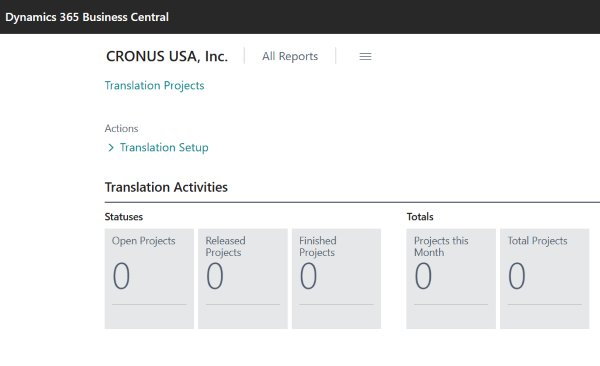 Dynamics 365 Business Central
CRONUS USA, Inc.
All Reports
Translation Projects
Actions
Translation Setup
Translation Activities
Statuses
Totals
Open Projects
0
Released
Projects
0
Finished
Projects
0
Projects this
Month
0
Total Projects
0